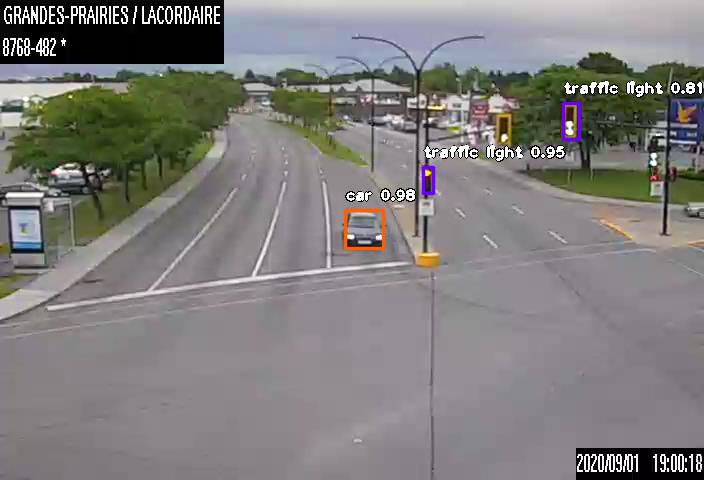 GRANDES-PRAIRIES / LACORDAIRE
8768-482 *
traffic light 0.81
traffic light 0.95
car 0.98
2020/09/01 19:00:18